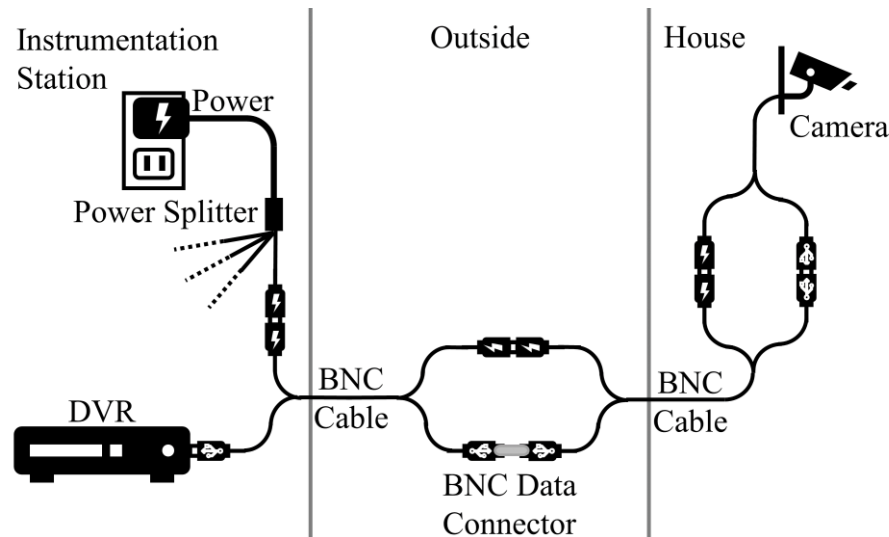 Instrumentation
Station
Outside
House
Power
Camera
Power Splitter
BNC
Cable
BNC
Cable
DVR
BNC Data
Connector